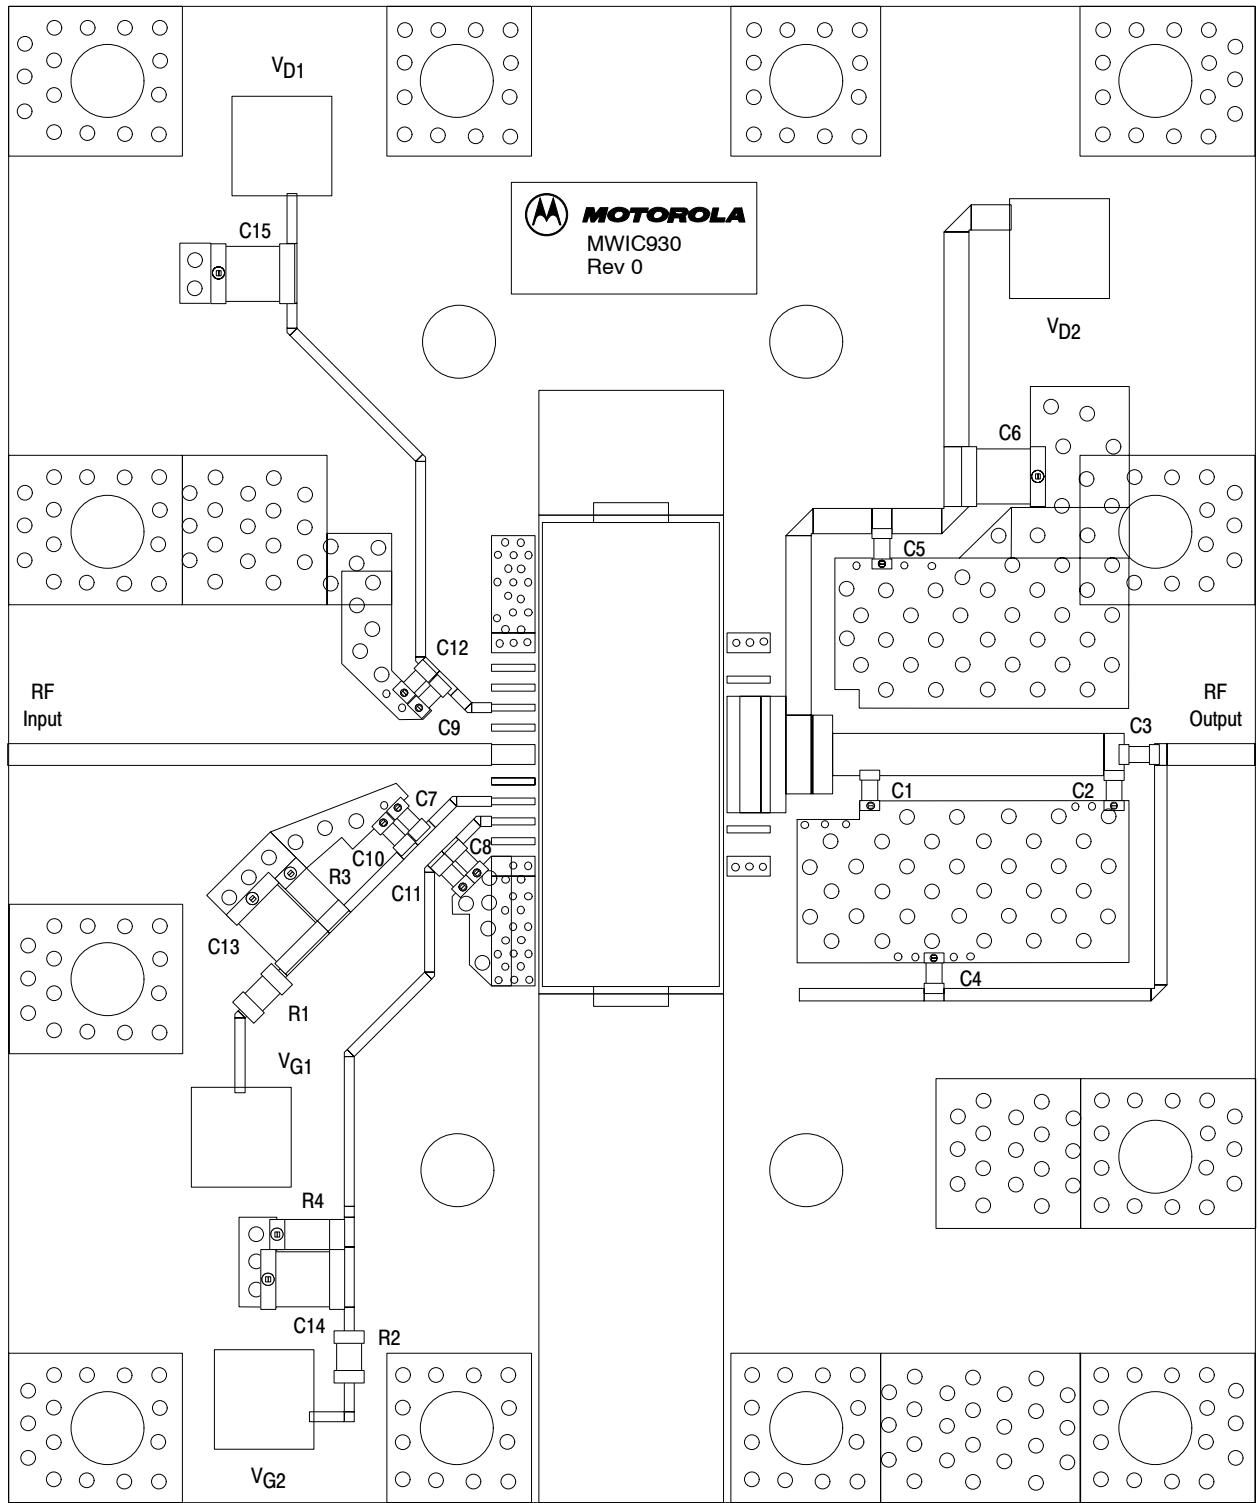 VD1
C15
MOTOROLA
MWIC930
Rev 0
VD2
C6
C5
C12
RF
Input
C9
RF
Output
C3
C7
C1
C2
C10
C8
R3
C11
C13
C4
R1
VG1
R4
C14
R2
VG2